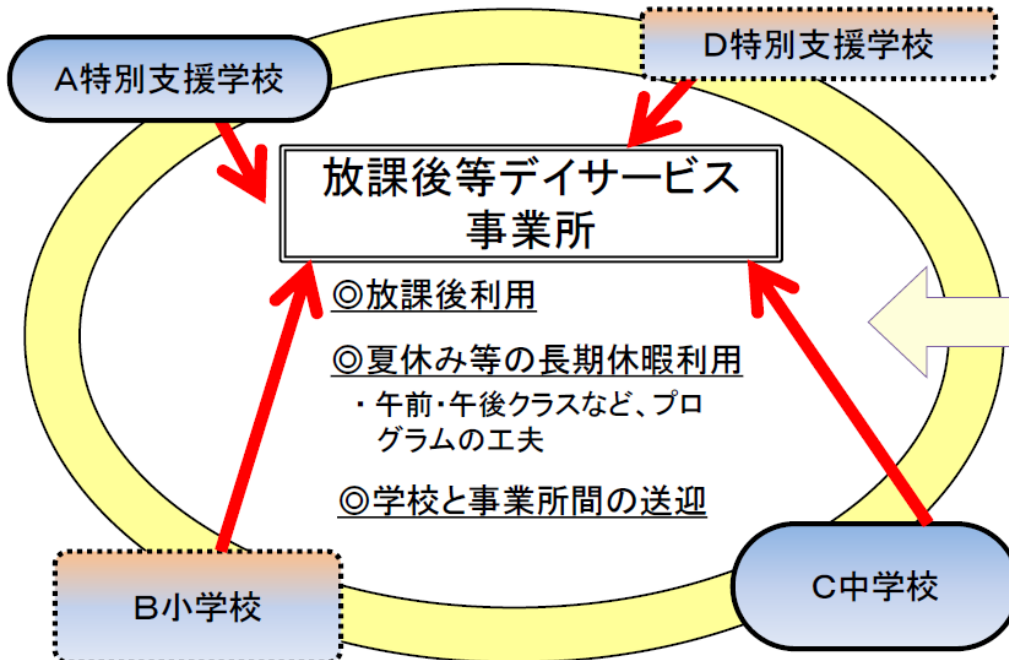 A特別支援学校
D特別支援学校
放課後等デイサービス
事業所
◎放課後利用
◎夏休み等の長期休暇利用
・午前・午後クラスなど、プロ
グラムの工夫
◎学校と事業所間の送迎
B小学校
C中学校